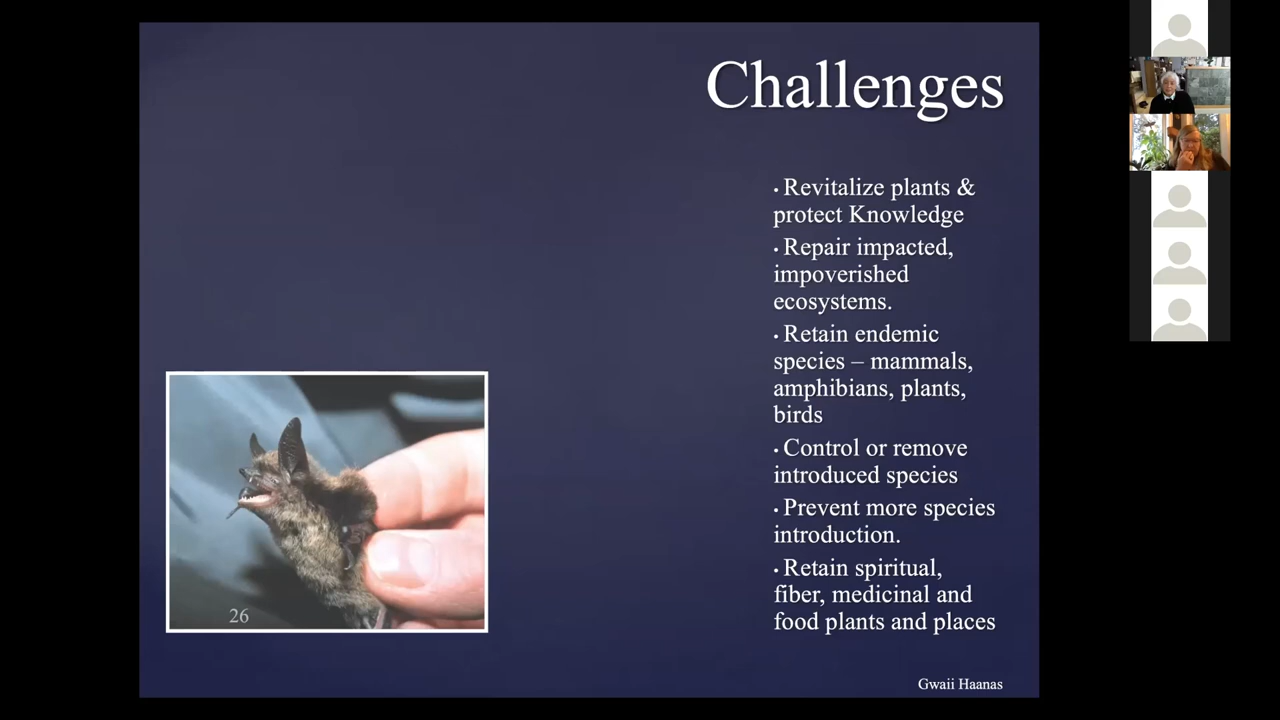 Challenges
• Revitalize plants &
protect Knowledge
• Repair impacted,
impoverished
ecosystems.
• Retain endemic
species – mammals,
amphibians, plants,
birds
• Control or remove
introduced species
• Prevent more species
introduction.
• Retain spiritual,
fiber, medicinal and
food plants and places
26
Gwaii Haanas